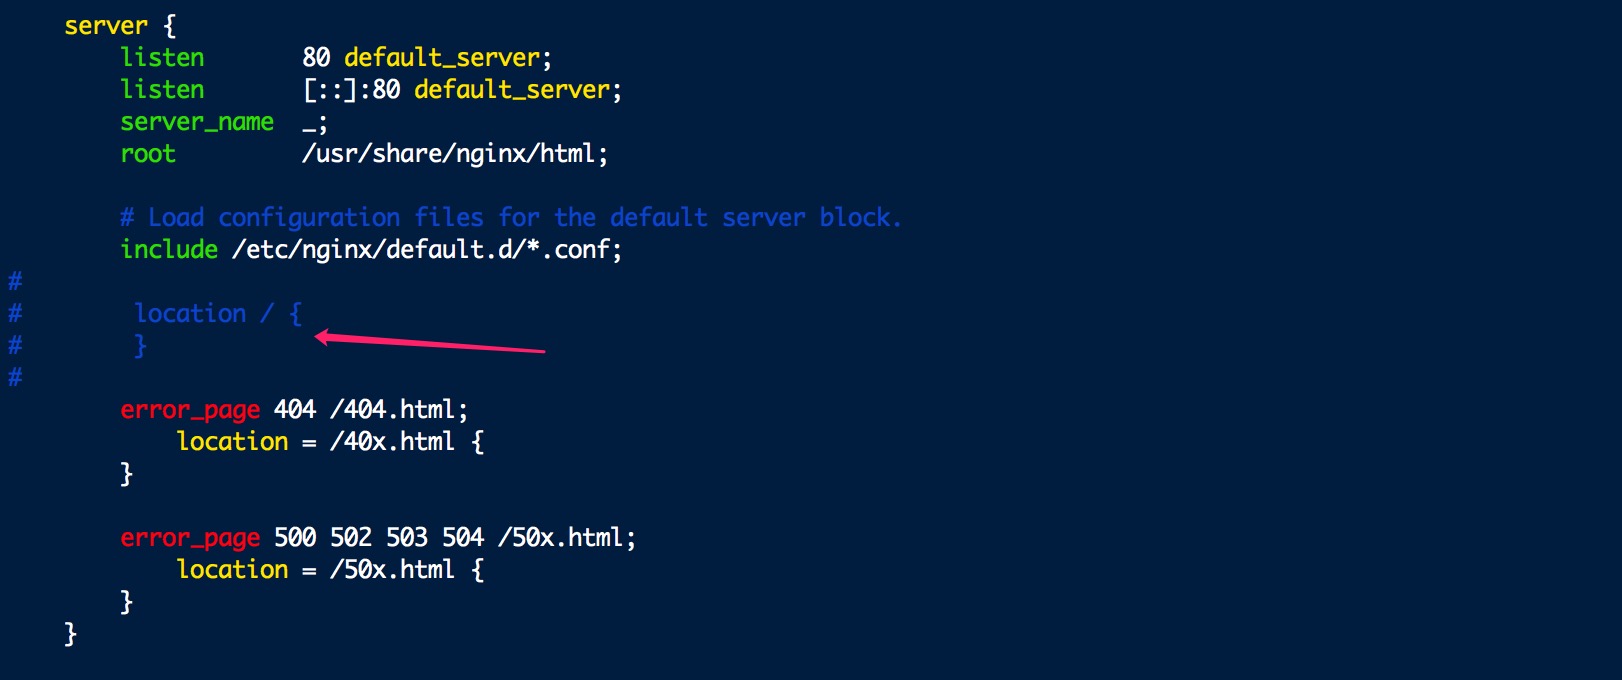 server {
listen 80 default_server;
listen [::]:80 default_server;
server_name _;
root /usr/share/nginx/html;
# Load configuration files for the default server block.
include /etc/nginx/default.d/*.conf;
#
# location / {
# }
#
error_page 404 /404.html;
location = /40x.html {
}
error_page 500 502 503 504 /50x.html;
location = /50x.html {
}
}